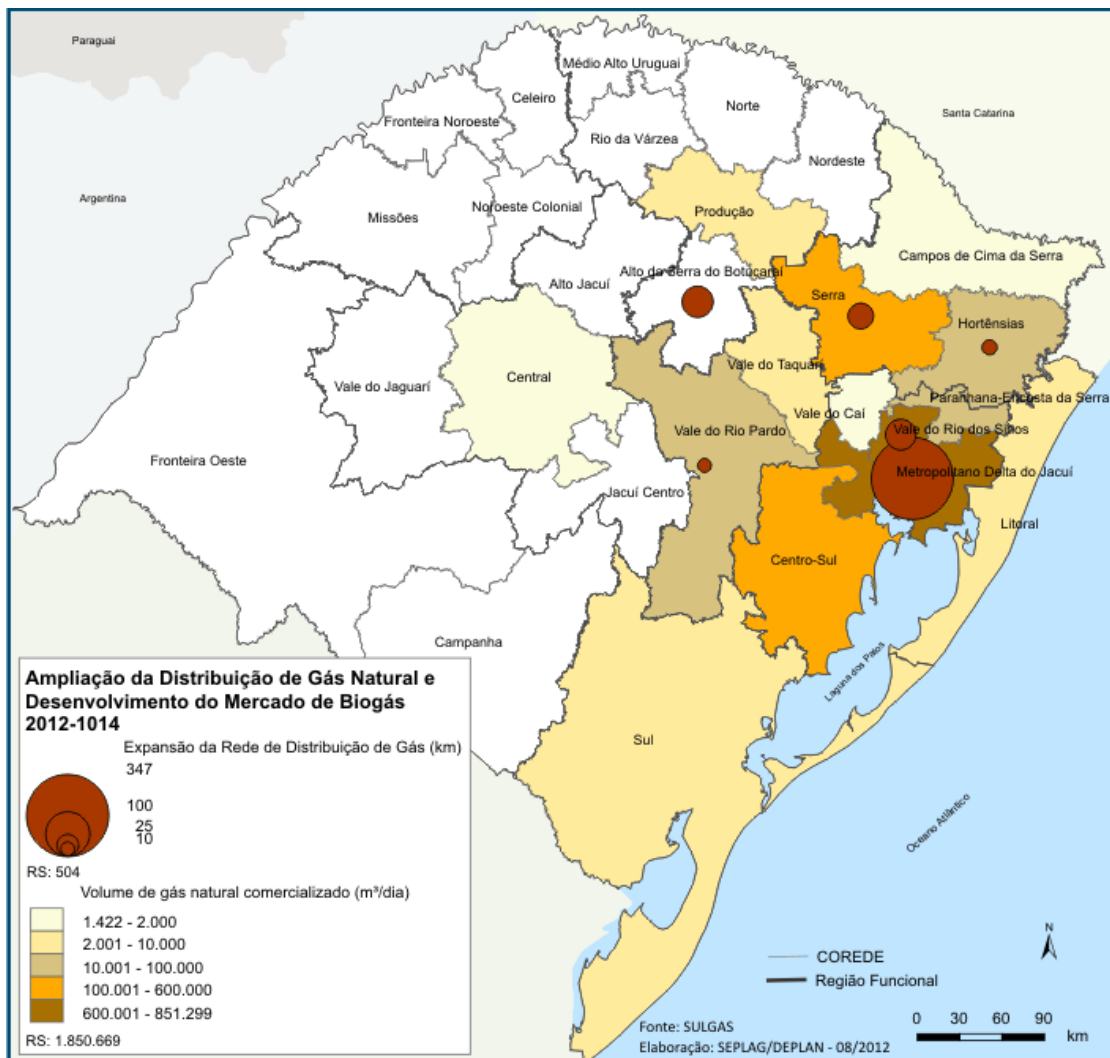 Paraguai
Médio Alto Uruguai
Celeiro
Norte
Santa Catarina
Fronteira Noroeste
Rio da Várzea
Nordeste
Argentina
Noroeste Colonial
Produção
Missões
Campos de Cima da Serra
Alto da Serra do Botucaraí
Alto Jacuí
Serra
Hortênsias
Vale do Taquari
Central
Vale do Jaguarí
Paranhana-Encosta da Serra
Vale do Caí
Vale do Rio dos Sinos
Vale do Rio Pardo
Fronteira Oeste
Metropolitano Delta do Jacuí
Jacuí Centro
Litoral
Centro-Sul
Campanha
Laguna dos Patos
Sul
Oceano Atlântico
Ampliação da Distribuição de Gás Natural e
Desenvolvimento do Mercado de Biogás
2012-1014
Expansão da Rede de Distribuição de Gás (km)
347
100
25
10
RS: 504
Volume de gás natural comercializado (m³/dia)
1.422 - 2.000
2.001 - 10.000
10.001 - 100.000
100.001 - 600.000
600.001 - 851.299
RS: 1.850.669
N
COREDE
Região Funcional
Fonte: SULGAS
Elaboração: SEPLAG/DEPLAN - 08/2012
0 30 60 90
km